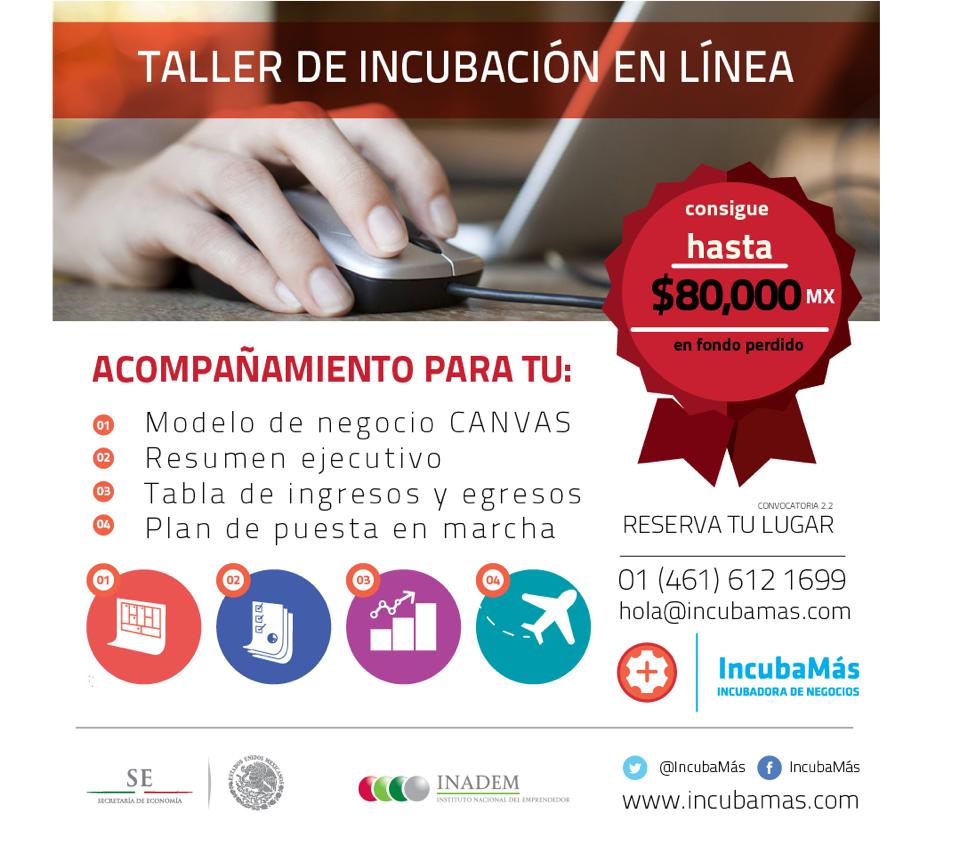 TALLER DE INCUBACIÓN EN LÍNEA
consigue
hasta
$80,000 MX
en fondo perdido
ACOMPAÑAMIENTO PARA TU:
01 Modelo de negocio CANVAS
02 Resumen ejecutivo
03 Tabla de ingresos y egresos
04 Plan de puesta en marcha
01
02
03
04
CONVOCATORIA 2.2
RESERVA TU LUGAR
01 (461) 612 1699
hola@incubamas.com
IncubaMás
INCUBADORA DE NEGOCIOS
SE
SECRETARÍA DE ECONOMÍA
ESTADOS UNIDOS MEXICANOS
INADEM
INSTITUTO NACIONAL DEL EMPRENDEDOR
@IncubaMás IncubaMás
www.incubamas.com